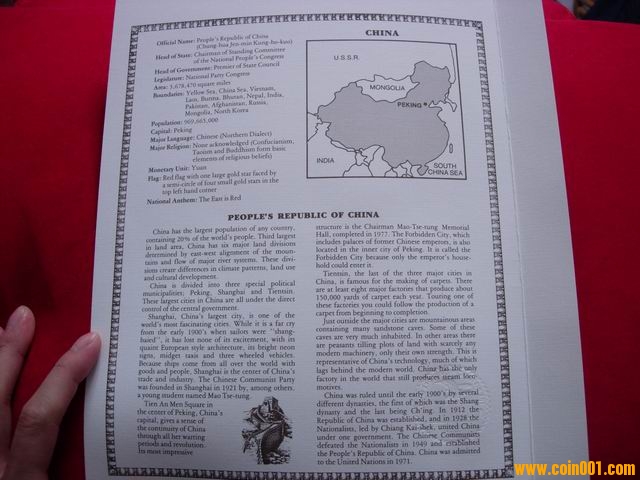 Official Name: People's Republic of China
(Chung-hua Jen-min Kung-ho-kuo)
Head of State: Chairman of Standing Committee
of the National People's Congress
Head of Government: Premier of State Council
Legislature: National Party Congress
Area: 3,678,470 square miles
Boundaries: Yellow Sea, China Sea, Vietnam,
Laos, Burma, Bhutan, Nepal, India,
Pakistan, Afghanistan, Russia,
Mongolia, North Korea
Population: 969,665,000
Capital: Peking
Major Language: Chinese (Northern Dialect)
Major Religion: None acknowledged (Confucianism,
Taoism and Buddhism form basic
elements of religious beliefs)
Monetary Unit: Yuan
Flag: Red flag with one large gold star faced by
a semi-circle of four small gold stars in the
top left hand corner
National Anthem: The East is Red
CHINA
U.S.S.R.
MONGOLIA
PEKING
INDIA
SOUTH
CHINA SEA
PEOPLE'S REPUBLIC OF CHINA
China has the largest population of any country,
containing 20% of the world's people. Third largest
in land area, China has six major land divisions
determined by east-west alignment of the moun-
tains and flow of major river systems. These divi-
sions create differences in climate patterns, land use
and cultural development.
China is divided into three special political
municipalities; Peking, Shanghai and Tientsin.
These largest cities in China are all under the direct
control of the central government.
Shanghai, China's largest city, is one of the
world's most fascinating cities. While it is a far cry
from the early 1900's when sailors were "shang-
haied", it has lost none of its excitement, with its
quaint European style architecture, its bright neon
signs, midget taxis and three wheeled vehicles.
Because ships come from all over the world with
goods and people, Shanghai is the center of China's
trade and industry. The Chinese Communist Party
was founded in Shanghai in 1921 by, among others,
a young student named Mao Tse-tung.
Tien An Men Square in
the center of Peking, China's
capital, gives a sense of
the continuity of China
through all her warring
periods and revolution.
Its most impressive
structure is the Chairman Mao Tse-tung Memorial
Hall, completed in 1977. The Forbidden City, which
includes palaces of former Chinese emperors, is also
located in the inner city of Peking. It is called the
Forbidden City because only the emperor's house-
hold could enter it.
Tientsin, the last of the three major cities in
China, is famous for the making of carpets. There
are at least eight major factories that produce about
150,000 yards of carpet each year. Touring one of
these factories you could follow the production of a
carpet from beginning to completion.
Just outside the major cities are mountainous areas
containing many sandstone caves. Some of these
caves are very much inhabited. In other areas there
are peasants tilling plots of land with scarcely any
modern machinery, only their own strength. This is
representative of China's technology, much of which
lags behind the modern world. China has the only
factory in the world that still produces steam loco-
motives.
China was ruled until the early 1900's by several
different dynasties, the first of which was the Shang
dynasty and the last being Ch'ing. In 1912 the
Republic of China was established, and in 1928 the
Nationalists, led by Chiang Kai-shek, united China
under one government. The Chinese Communists
defeated the Nationalists in 1949 and established
the People's Republic of China. China was admitted
to the United Nations in 1971.
www.coin001.com